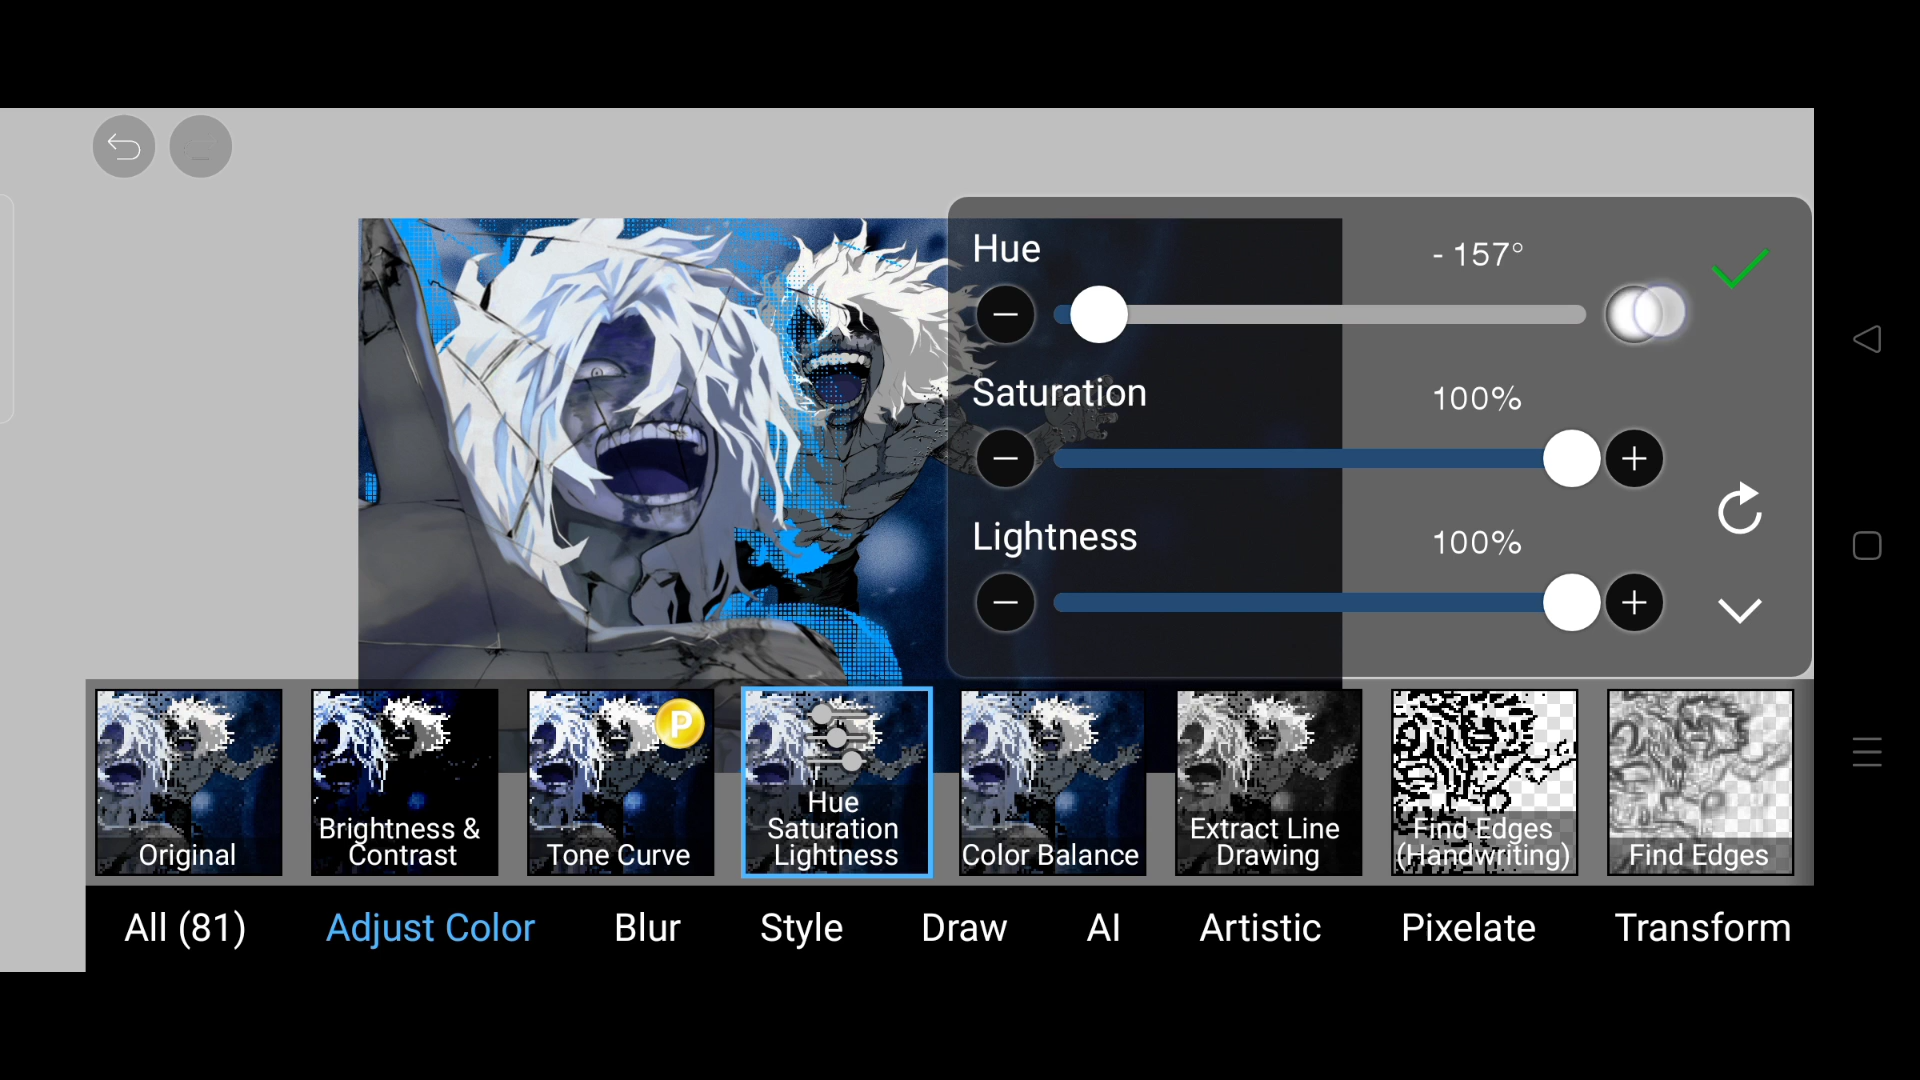 Hue
- 157°
Saturation
100%
Lightness
100%
Original
Brightness &
Contrast
P
Tone Curve
Hue
Saturation
Lightness
Color Balance
Extract Line
Drawing
Find Edges
(Handwriting)
Find Edges
All (81)
Adjust Color
Blur
Style
Draw
AI
Artistic
Pixelate
Transform